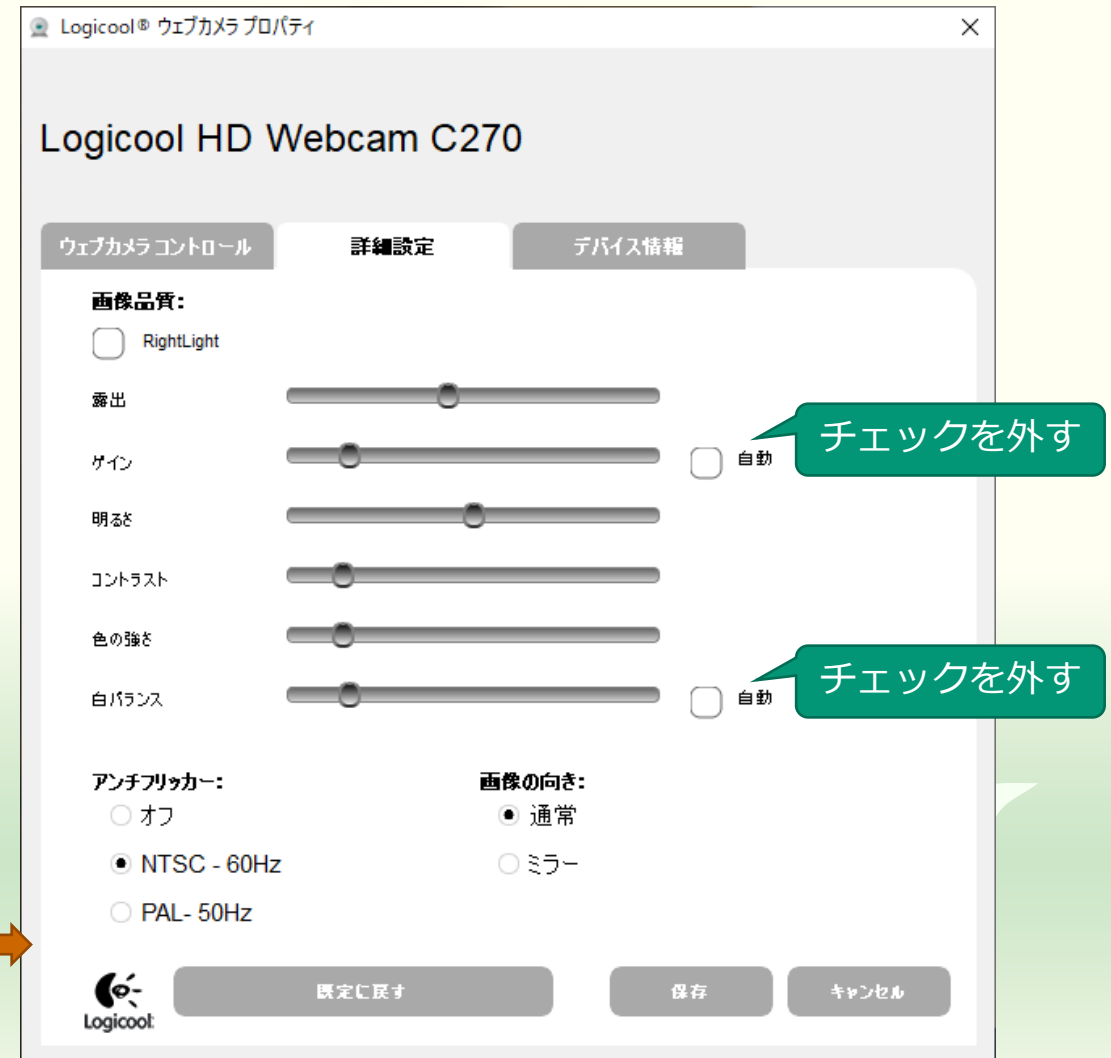 Logicool® ウェブカメラ プロパティ
Logicool HD Webcam C270
ウェブカメラ コントロール
詳細設定
デバイス情報
画像品質:
RightLight
露出
ゲイン
自動
チェックを外す
明るさ
コントラスト
色の強さ
白バランス
自動
チェックを外す
アンチフリッカー:
オフ
NTSC - 60Hz
PAL- 50Hz
画像の向き:
通常
ミラー
Logicool
既定に戻す
保存
キャンセル